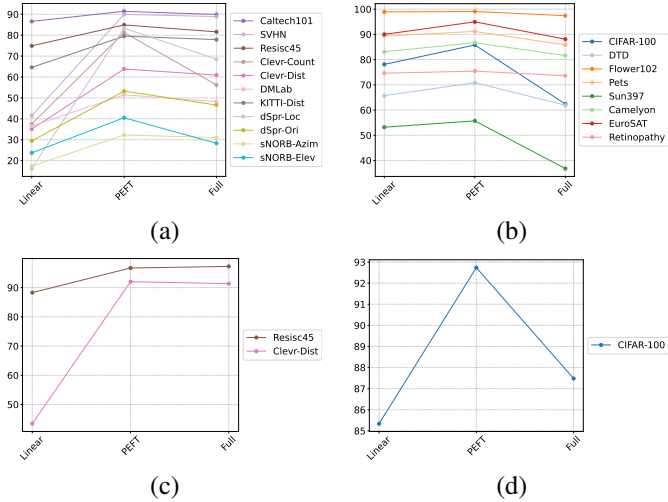 90
80
70
60
50
40
30
20
Linear
PEFT
Full
Caltech101
SVHN
Resisc45
Clevr-Count
Clevr-Dist
DMLab
KITTI-Dist
dSpr-Loc
dSpr-Ori
sNORB-Azim
sNORB-Elev
(a)
100
90
80
70
60
50
40
Linear
PEFT
Full
CIFAR-100
DTD
Flower102
Pets
Sun397
Camelyon
EuroSAT
Retinopathy
(b)
90
80
70
60
50
Linear
PEFT
Full
Resisc45
Clevr-Dist
(c)
93
92
91
90
89
88
87
86
85
Linear
PEFT
Full
CIFAR-100
(d)